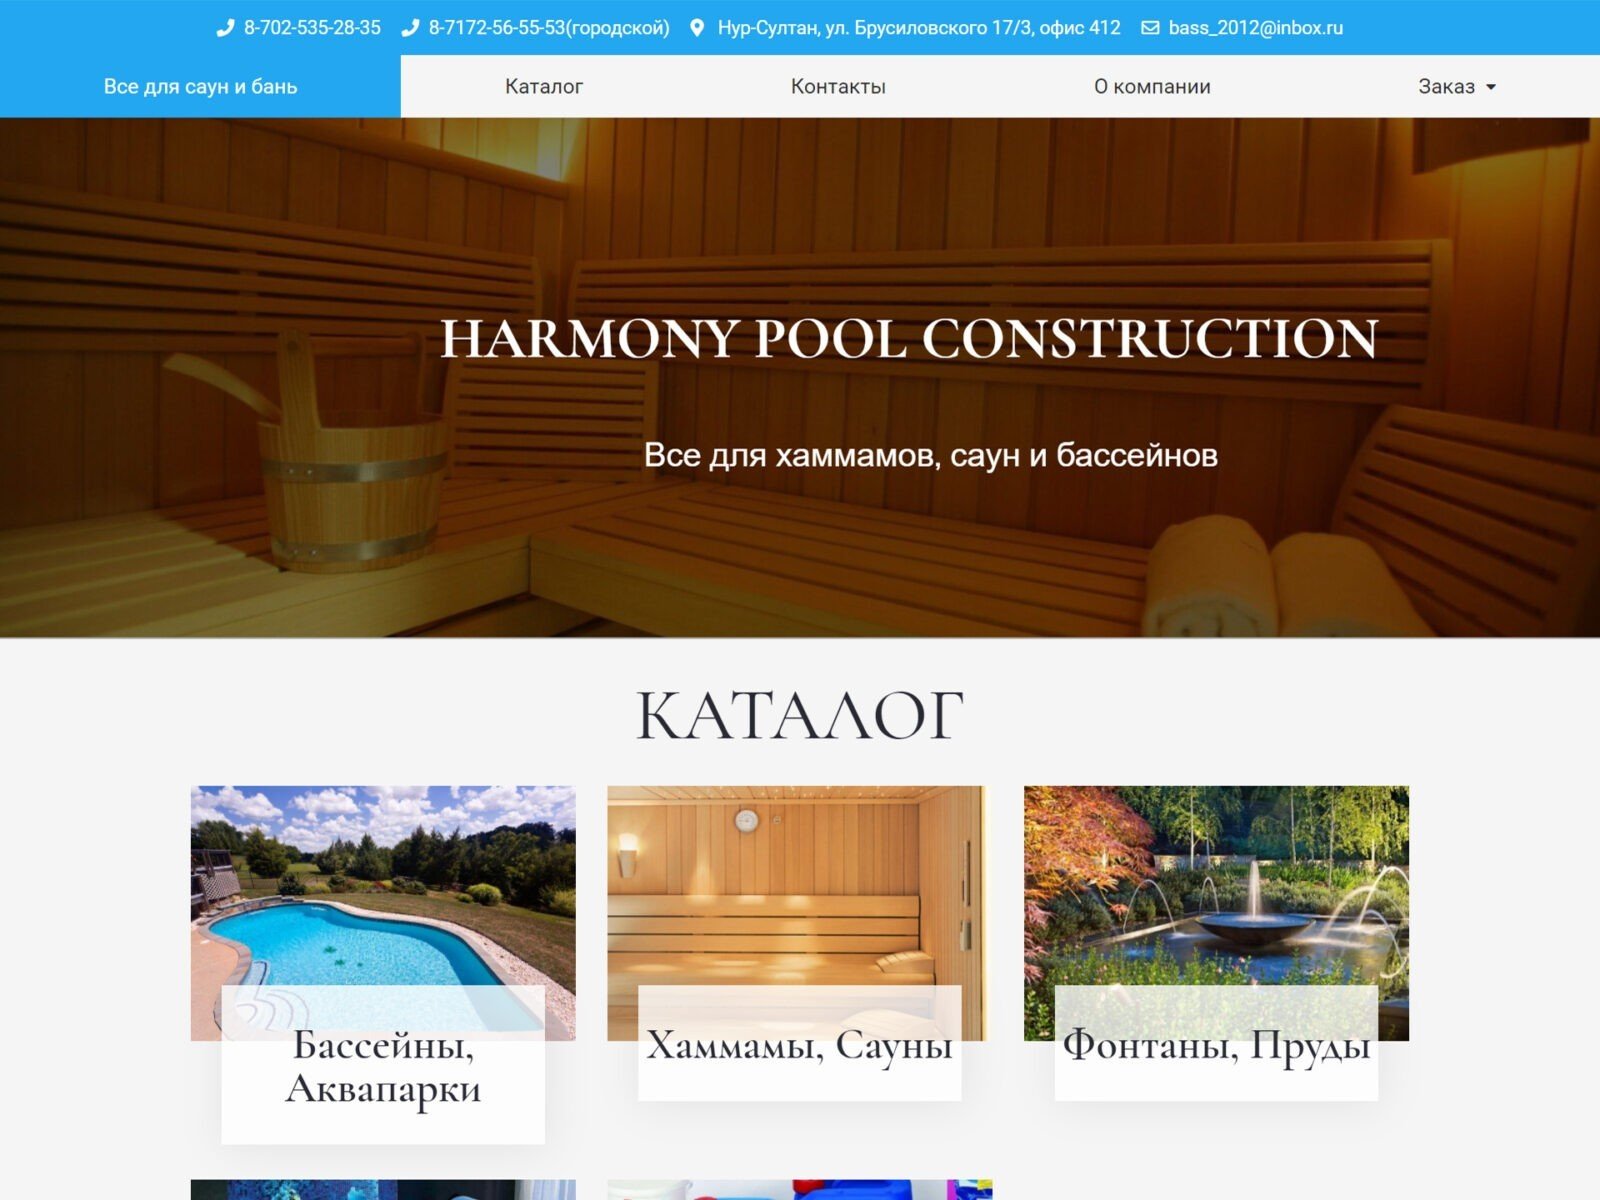 8-702-535-28-35 8-7172-56-55-53(городской) Нур-Султан, ул. Брусиловского 17/3, офис 412 bass_2012@inbox.ru
Все для саун и бань Каталог Контакты О компании Заказ
HARMONY POOL CONSTRUCTION
Все для хаммамов, саун и бассейнов
КАТАЛОГ
Бассейны,
Аквапарки
Хаммамы, Сауны
Фонтаны, Пруды